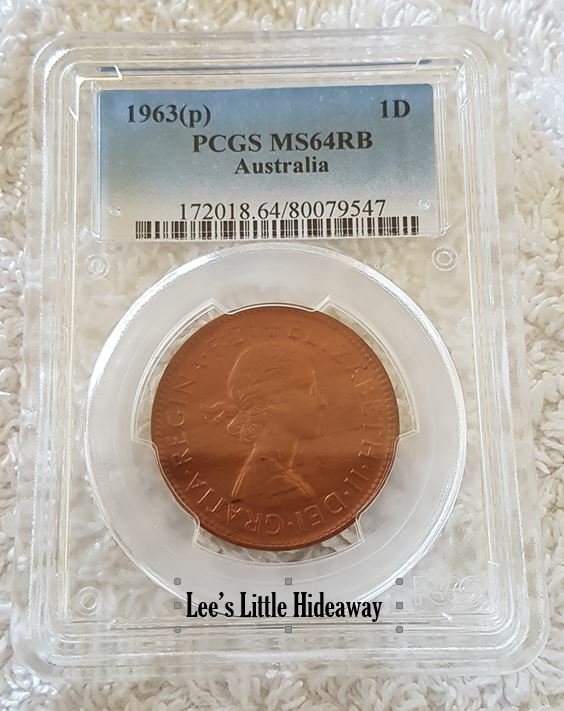 1963(p) 1D
PCGS MS64RB
Australia
172018.64/80079547
+ELIZABETH·II·DEI·GRATIA·REGINA·F:D:
Lee's Little Hideaway